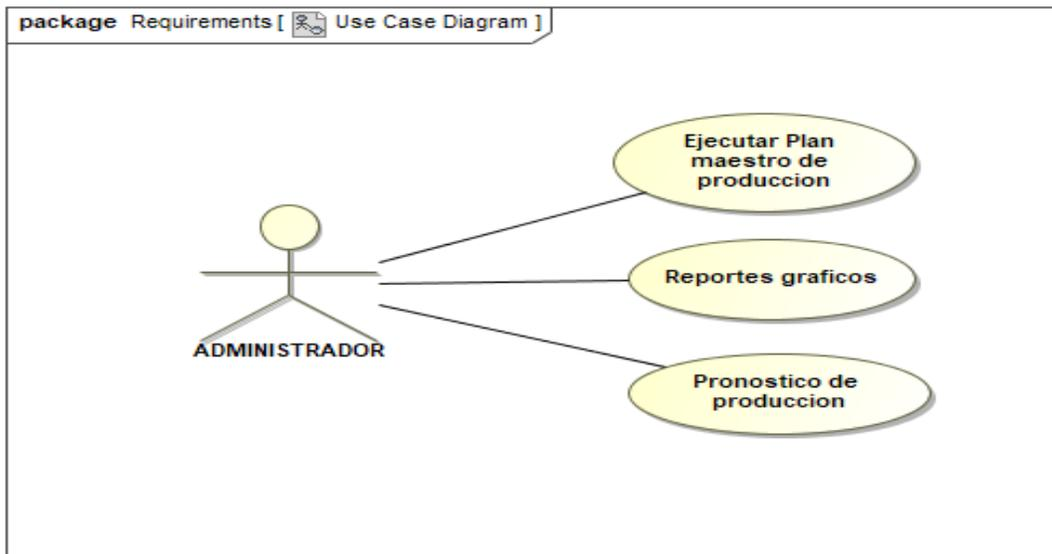 package Requirements [ Use Case Diagram ]
Ejecutar Plan
maestro de
produccion
Reportes graficos
ADMINISTRADOR
Pronostico de
produccion